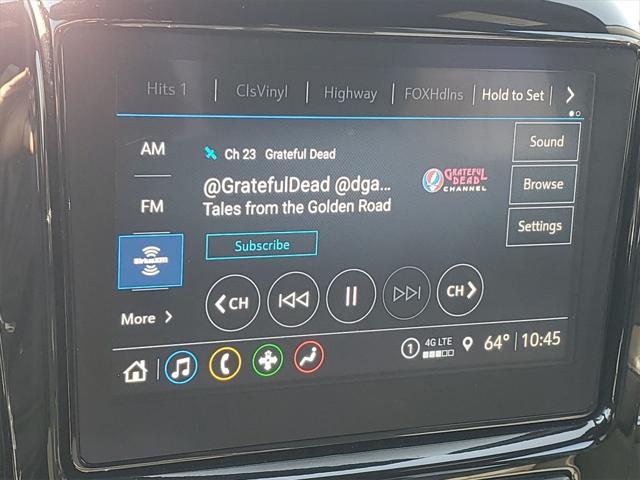 Hits 1 ClsVinyl Highway FOXHdlns Hold to Set
AM
Ch 23 Grateful Dead
Sound
@GratefulDead @dga...
GRATEFUL DEAD CHANNEL
Browse
FM
Tales from the Golden Road
Settings
SiriusXM
Subscribe
CH CH
More
1 4G LTE 64° 10:45